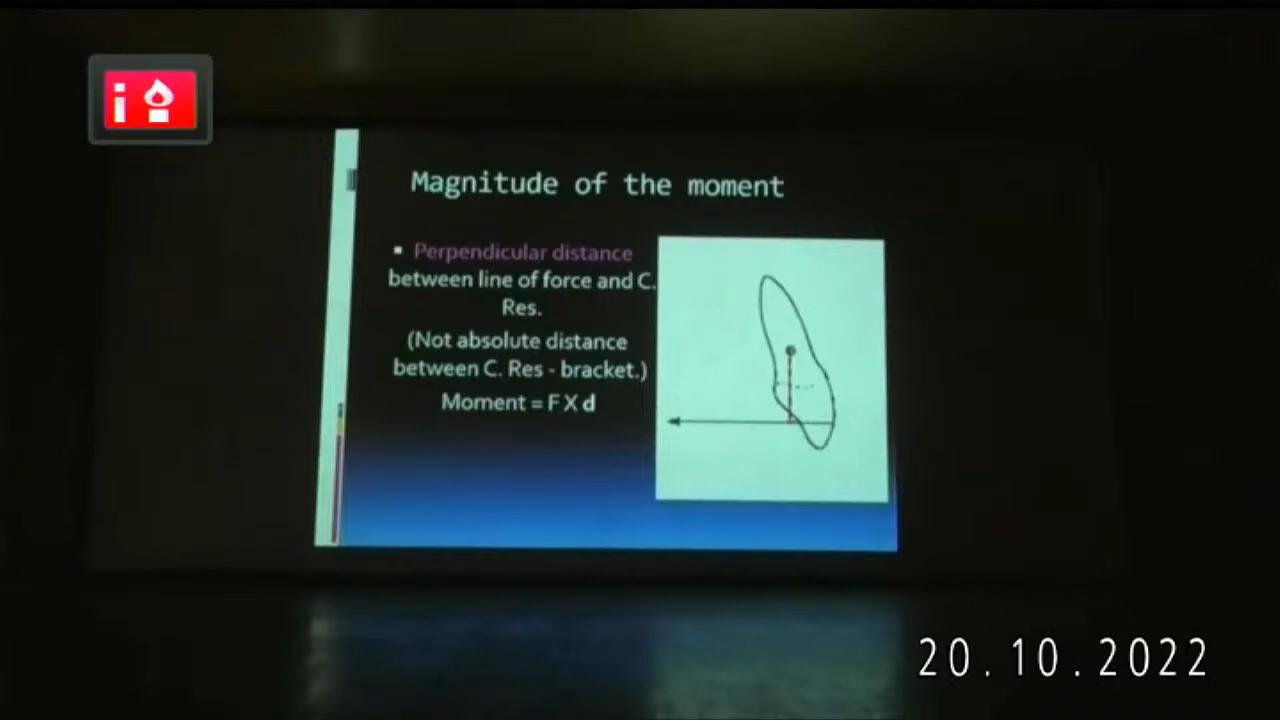 Magnitude of the moment
▪ Perpendicular distance
between line of force and C.
Res.
(Not absolute distance
between C. Res - bracket.)
Moment = F X d
20.10.2022